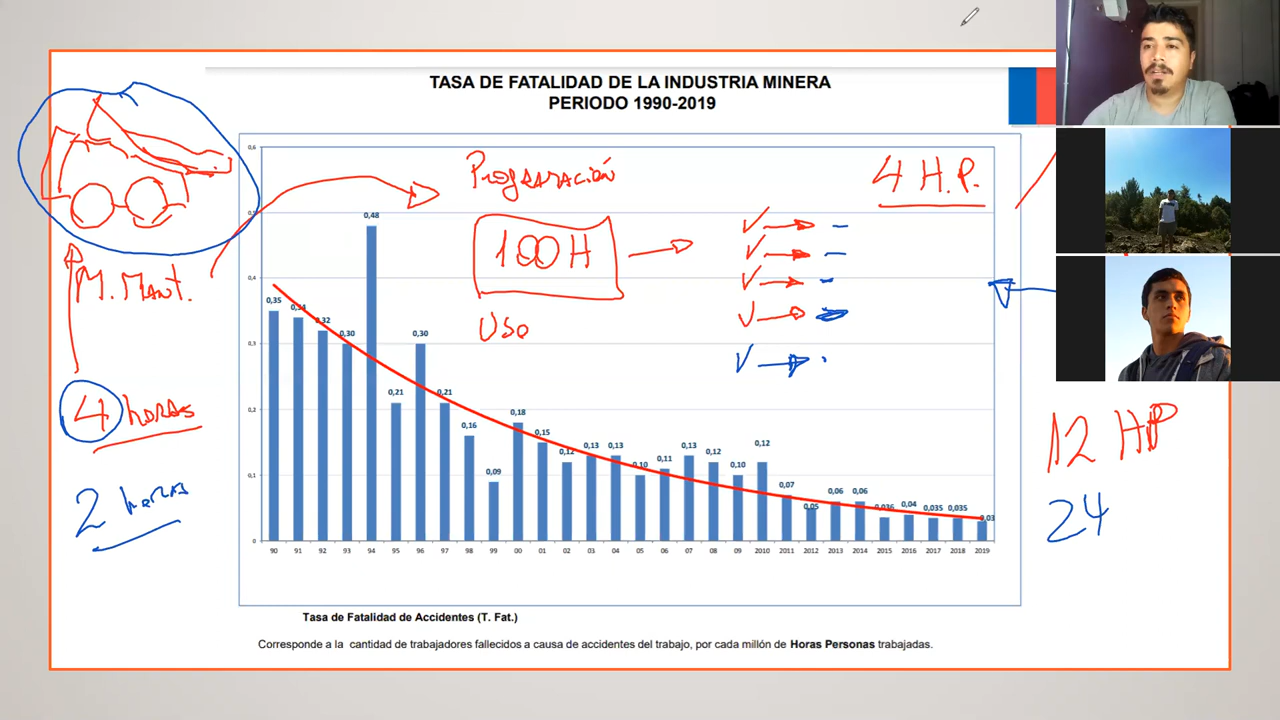 TASA DE FATALIDAD DE LA INDUSTRIA MINERA
PERIODO 1990-2019
Programación
4 H.P.
100 H
Uso
M. Mant.
4 horas
2 horas
12 HP
24
0,6
0,4
0,3
0,2
0,1
0
0,35
0,34
0,32
0,30
0,48
0,21
0,30
0,21
0,16
0,09
0,18
0,15
0,12
0,13
0,13
0,10
0,11
0,13
0,12
0,10
0,12
0,07
0,05
0,06
0,06
0,036
0,04
0,035
0,035
0,03
90 91 92 93 94 95 96 97 98 99 00 01 02 03 04 05 06 07 08 09 2010 2011 2012 2013 2014 2015 2016 2017 2018 2019
Tasa de Fatalidad de Accidentes (T. Fat.)
Corresponde a la cantidad de trabajadores fallecidos a causa de accidentes del trabajo, por cada millón de Horas Personas trabajadas.